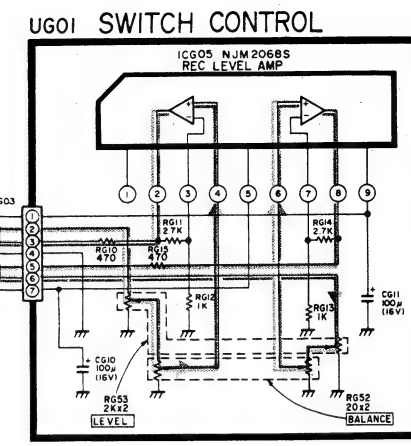 UG01 SWITCH CONTROL
ICG05 NJM2068S
REC LEVEL AMP
1 2 3 4 5 6 7 8 9
G03
RG11
2.7K
RG14
2.7K
1
2
3
4
5
6
7
RG10
470
RG15
470
RG12
1K
RG13
1K
CG11
100μ
(16V)
+
CG10
100μ
(16V)
+
RG53
2K×2
LEVEL
RG52
20×2
BALANCE